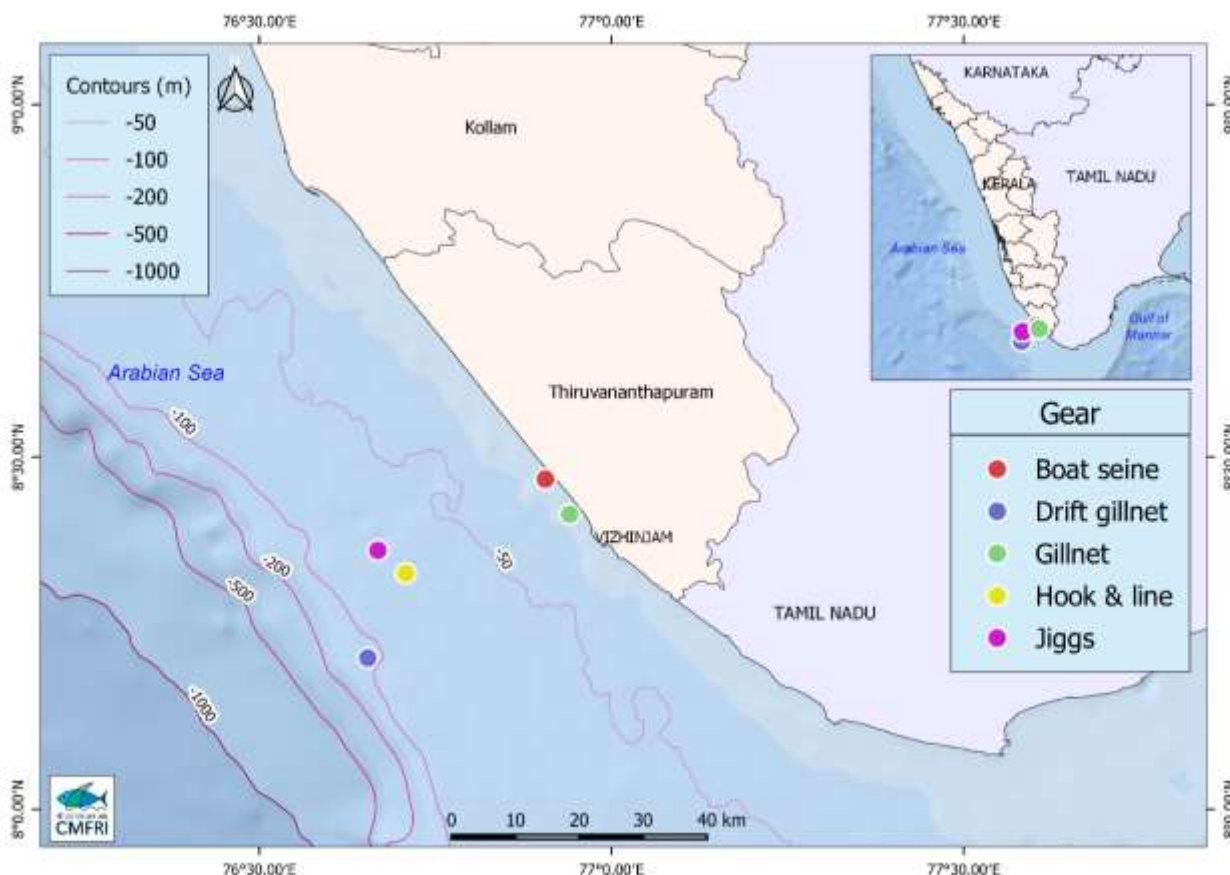 76°30.00'E
77°0.00'E
77°30.00'E
Contours (m)
-50
-100
-200
-500
-1000
9°0.00'N
Kollam
KARNATAKA
KERALA
TAMIL NADU
Arabian Sea
Gulf of
Mannar
Arabian Sea
-100
Thiruvananthapuram
8°30.00'N
VIZHINJAM
-50
-200
-500
-1000
TAMIL NADU
Gear
Boat seine
Drift gillnet
Gillnet
Hook & line
Jiggs
8°0.00'N
CMFRI
0 10 20 30 40 km
76°30.00'E
77°0.00'E
77°30.00'E